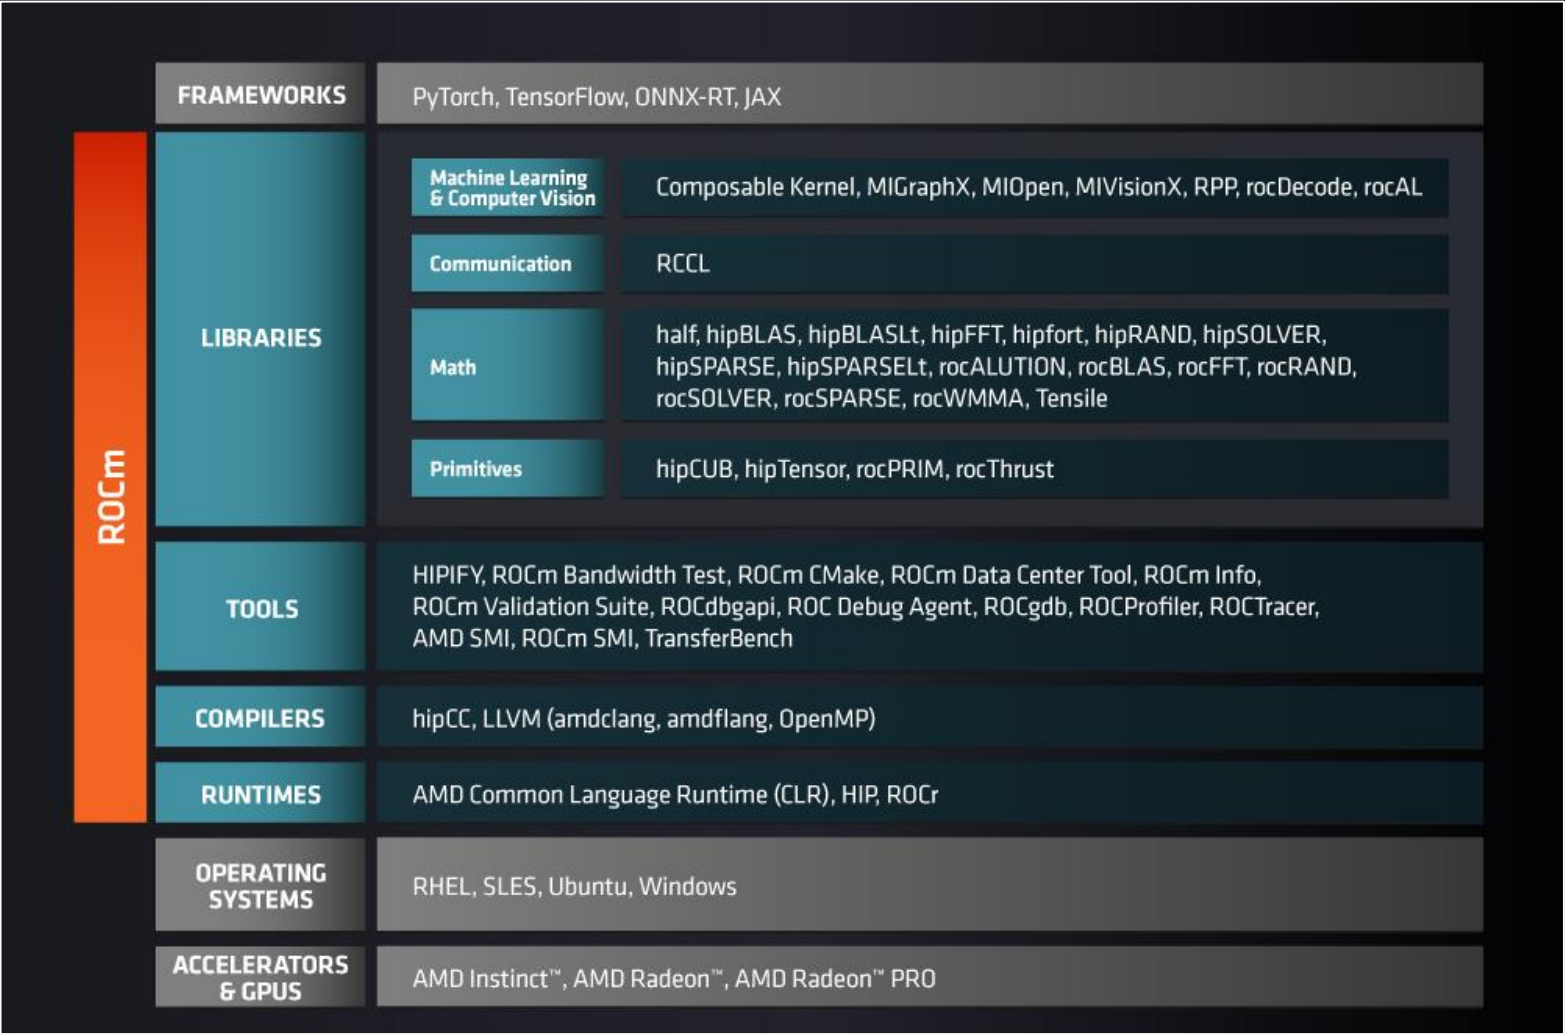 FRAMEWORKS
PyTorch, TensorFlow, ONNX-RT, JAX
ROCm
LIBRARIES
Machine Learning
& Computer Vision
Composable Kernel, MIGraphX, MIOpen, MIVisionX, RPP, rocDecode, rocAL
Communication
RCCL
Math
half, hipBLAS, hipBLASLt, hipFFT, hipfort, hipRAND, hipSOLVER,
hipSPARSE, hipSPARSELt, rocALUTION, rocBLAS, rocFFT, rocRAND,
rocSOLVER, rocSPARSE, rocWMMA, Tensile
Primitives
hipCUB, hipTensor, rocPRIM, rocThrust
TOOLS
HIPIFY, ROCm Bandwidth Test, ROCm CMake, ROCm Data Center Tool, ROCm Info,
ROCm Validation Suite, ROCdbgapi, ROC Debug Agent, ROCgdb, ROCProfiler, ROCTracer,
AMD SMI, ROCm SMI, TransferBench
COMPILERS
hipCC, LLVM (amdclang, amdflang, OpenMP)
RUNTIMES
AMD Common Language Runtime (CLR), HIP, ROCr
OPERATING
SYSTEMS
RHEL, SLES, Ubuntu, Windows
ACCELERATORS
& GPUS
AMD Instinct™, AMD Radeon™, AMD Radeon™ PRO